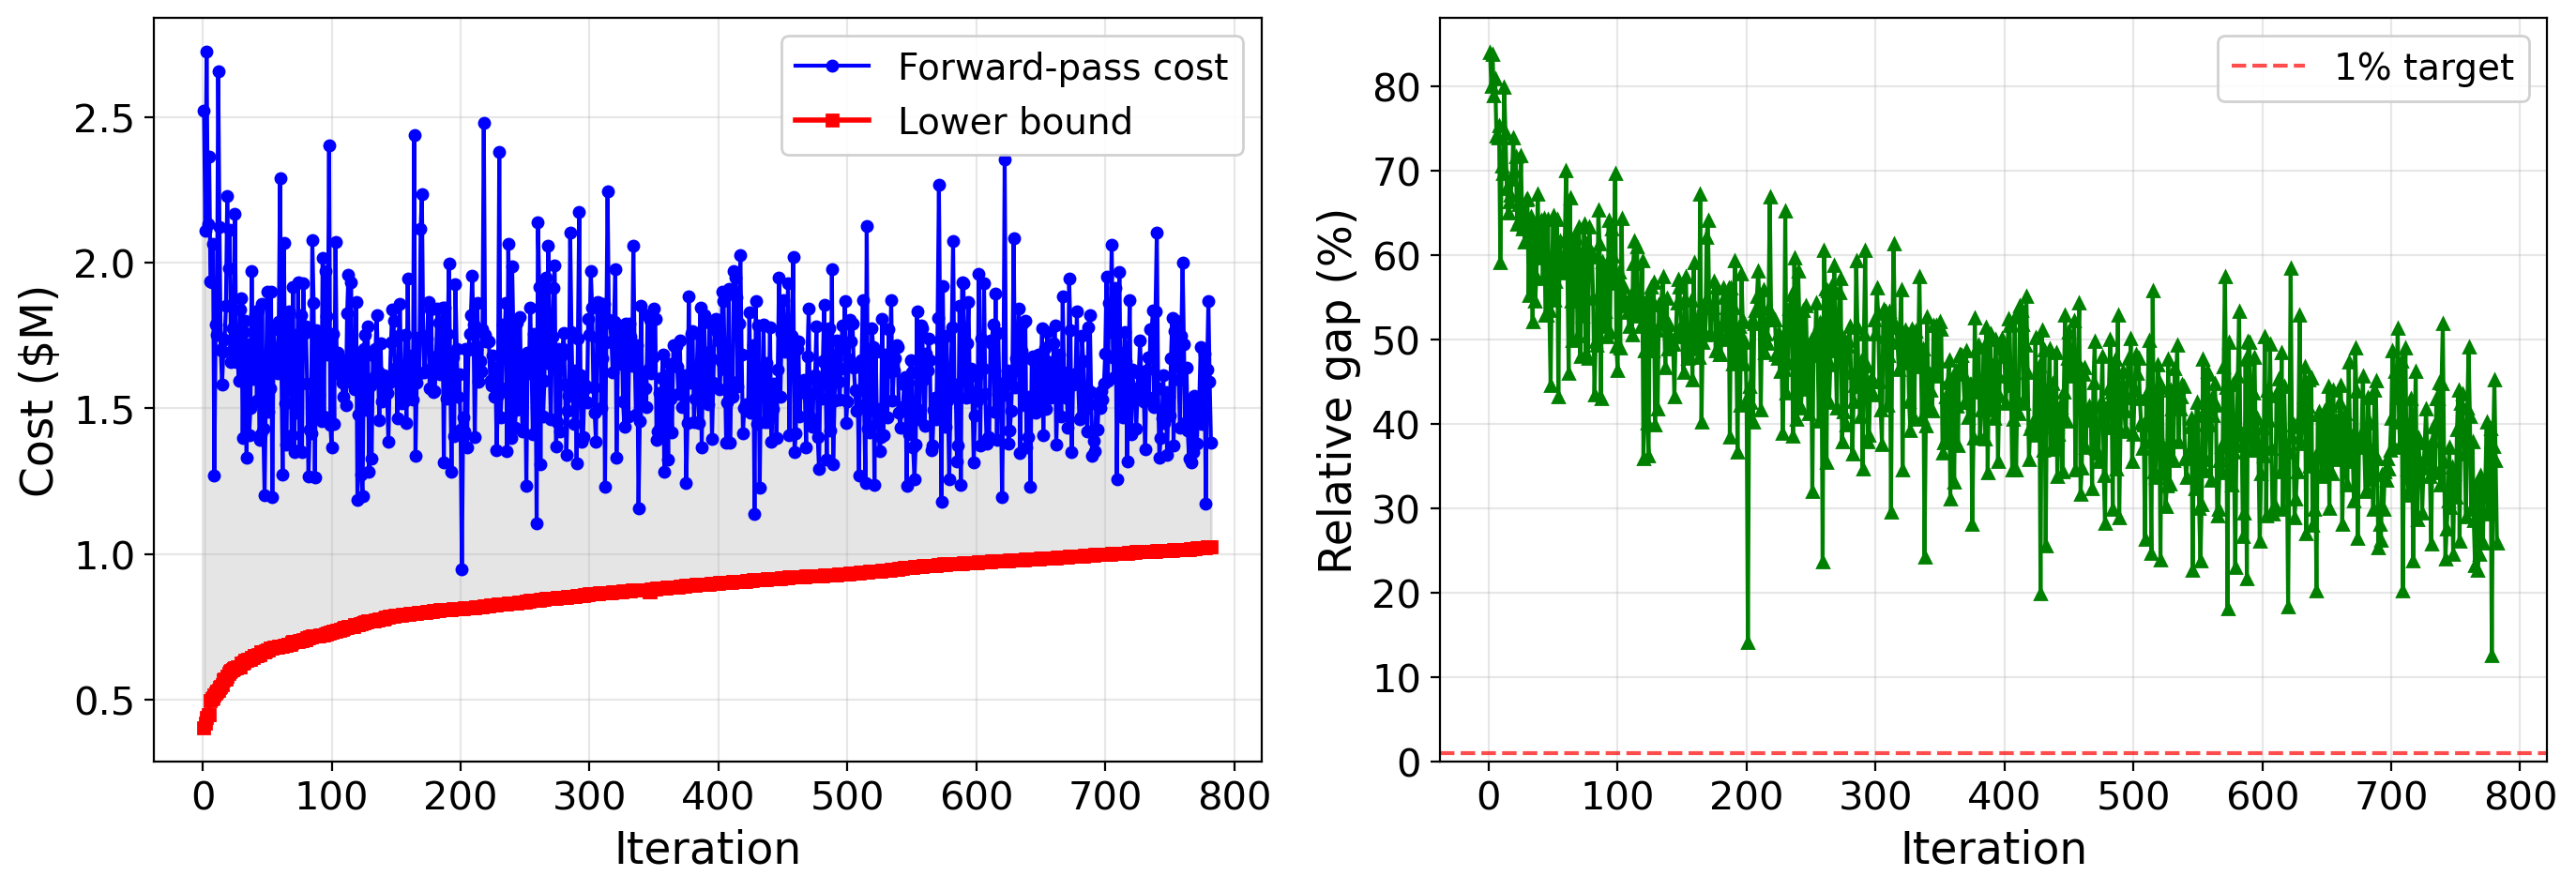 Cost ($M)
2.5
2.0
1.5
1.0
0.5
Forward-pass cost
Lower bound
0 100 200 300 400 500 600 700 800
Iteration
Relative gap (%)
80
70
60
50
40
30
20
10
0
1% target
0 100 200 300 400 500 600 700 800
Iteration